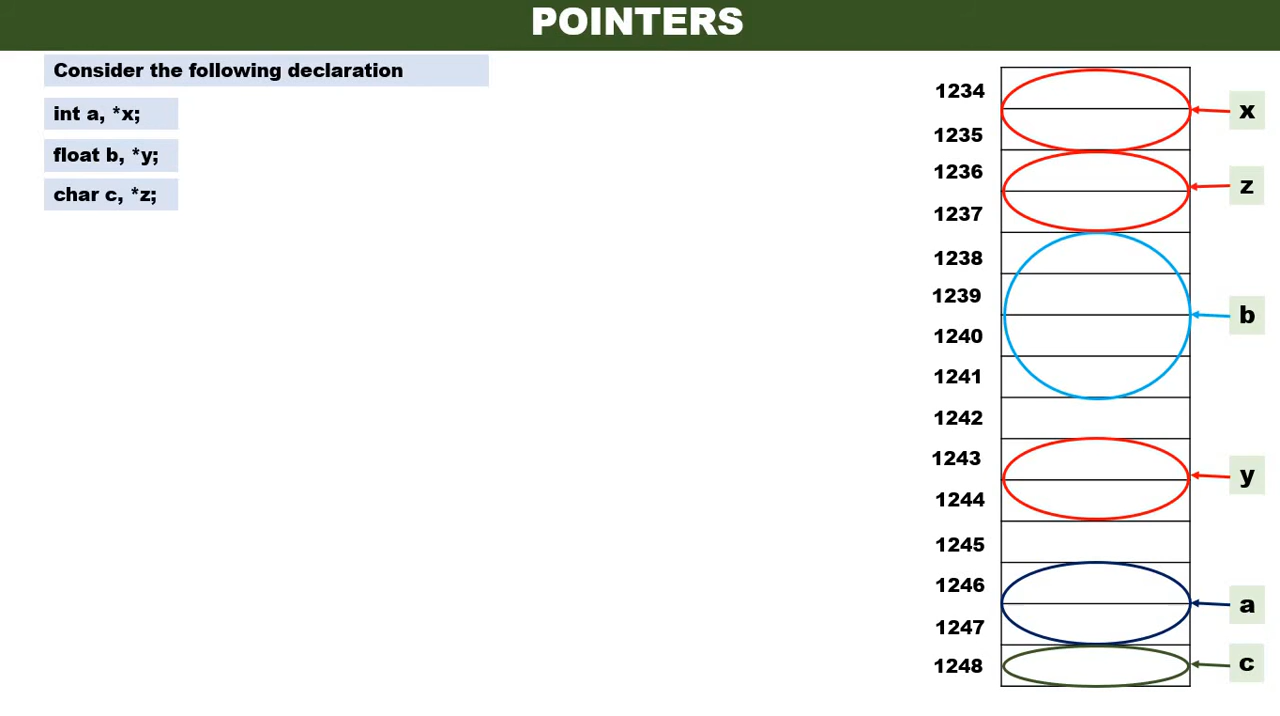 POINTERS
Consider the following declaration
int a, *x;
float b, *y;
char c, *z;
1234
x
1235
1236
z
1237
1238
1239
b
1240
1241
1242
1243
y
1244
1245
1246
a
1247
1248
c